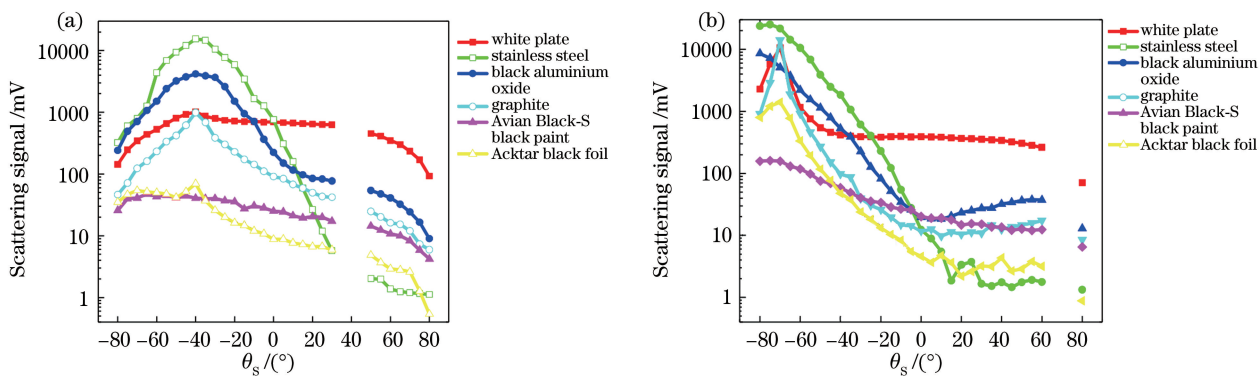 (a)
Scattering signal /mV
10000
1000
100
10
1
−80
−60
−40
−20
0
20
40
60
80
θs /(°)
white plate
stainless steel
black aluminium
oxide
graphite
Avian Black-S
black paint
Acktar black foil
(b)
Scattering signal /mV
10000
1000
100
10
1
−80
−60
−40
−20
0
20
40
60
80
θs /(°)
white plate
stainless steel
black aluminium
oxide
graphite
Avian Black-S
black paint
Acktar black foil